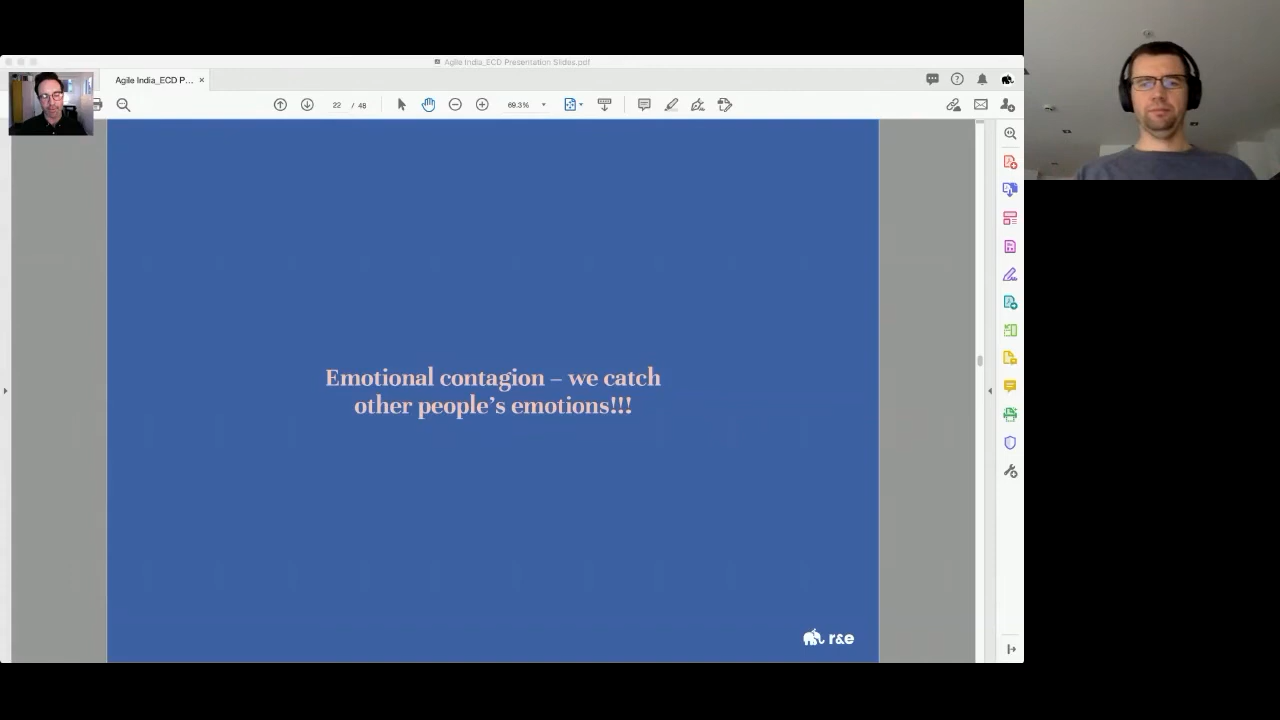 Agile India_ECD Presentation Slides.pdf
Agile India_ECD P... ×
22 / 48
69.3%
Emotional contagion – we catch
other people's emotions!!!
r&e